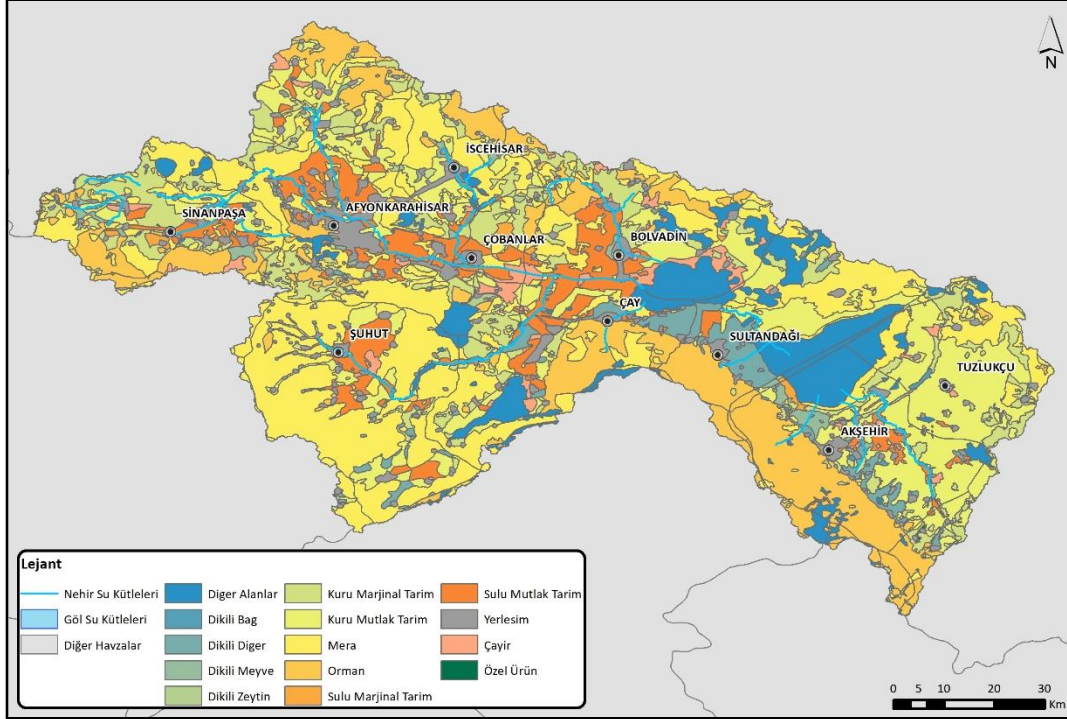 N
İSCEHİSAR
AFYONKARAHİSAR
SİNANPAŞA
ÇOBANLAR
BOLVADİN
ÇAY
ŞUHUT
SULTANDAĞI
TUZLUKÇU
AKŞEHİR
Lejant
Nehir Su Kütleleri
Göl Su Kütleleri
Diğer Havzalar
Diger Alanlar
Dikili Bag
Dikili Diger
Dikili Meyve
Dikili Zeytin
Kuru Marjinal Tarim
Kuru Mutlak Tarim
Mera
Orman
Sulu Marjinal Tarim
Sulu Mutlak Tarim
Yerlesim
Çayir
Özel Ürün
0 5 10 20 30
Km